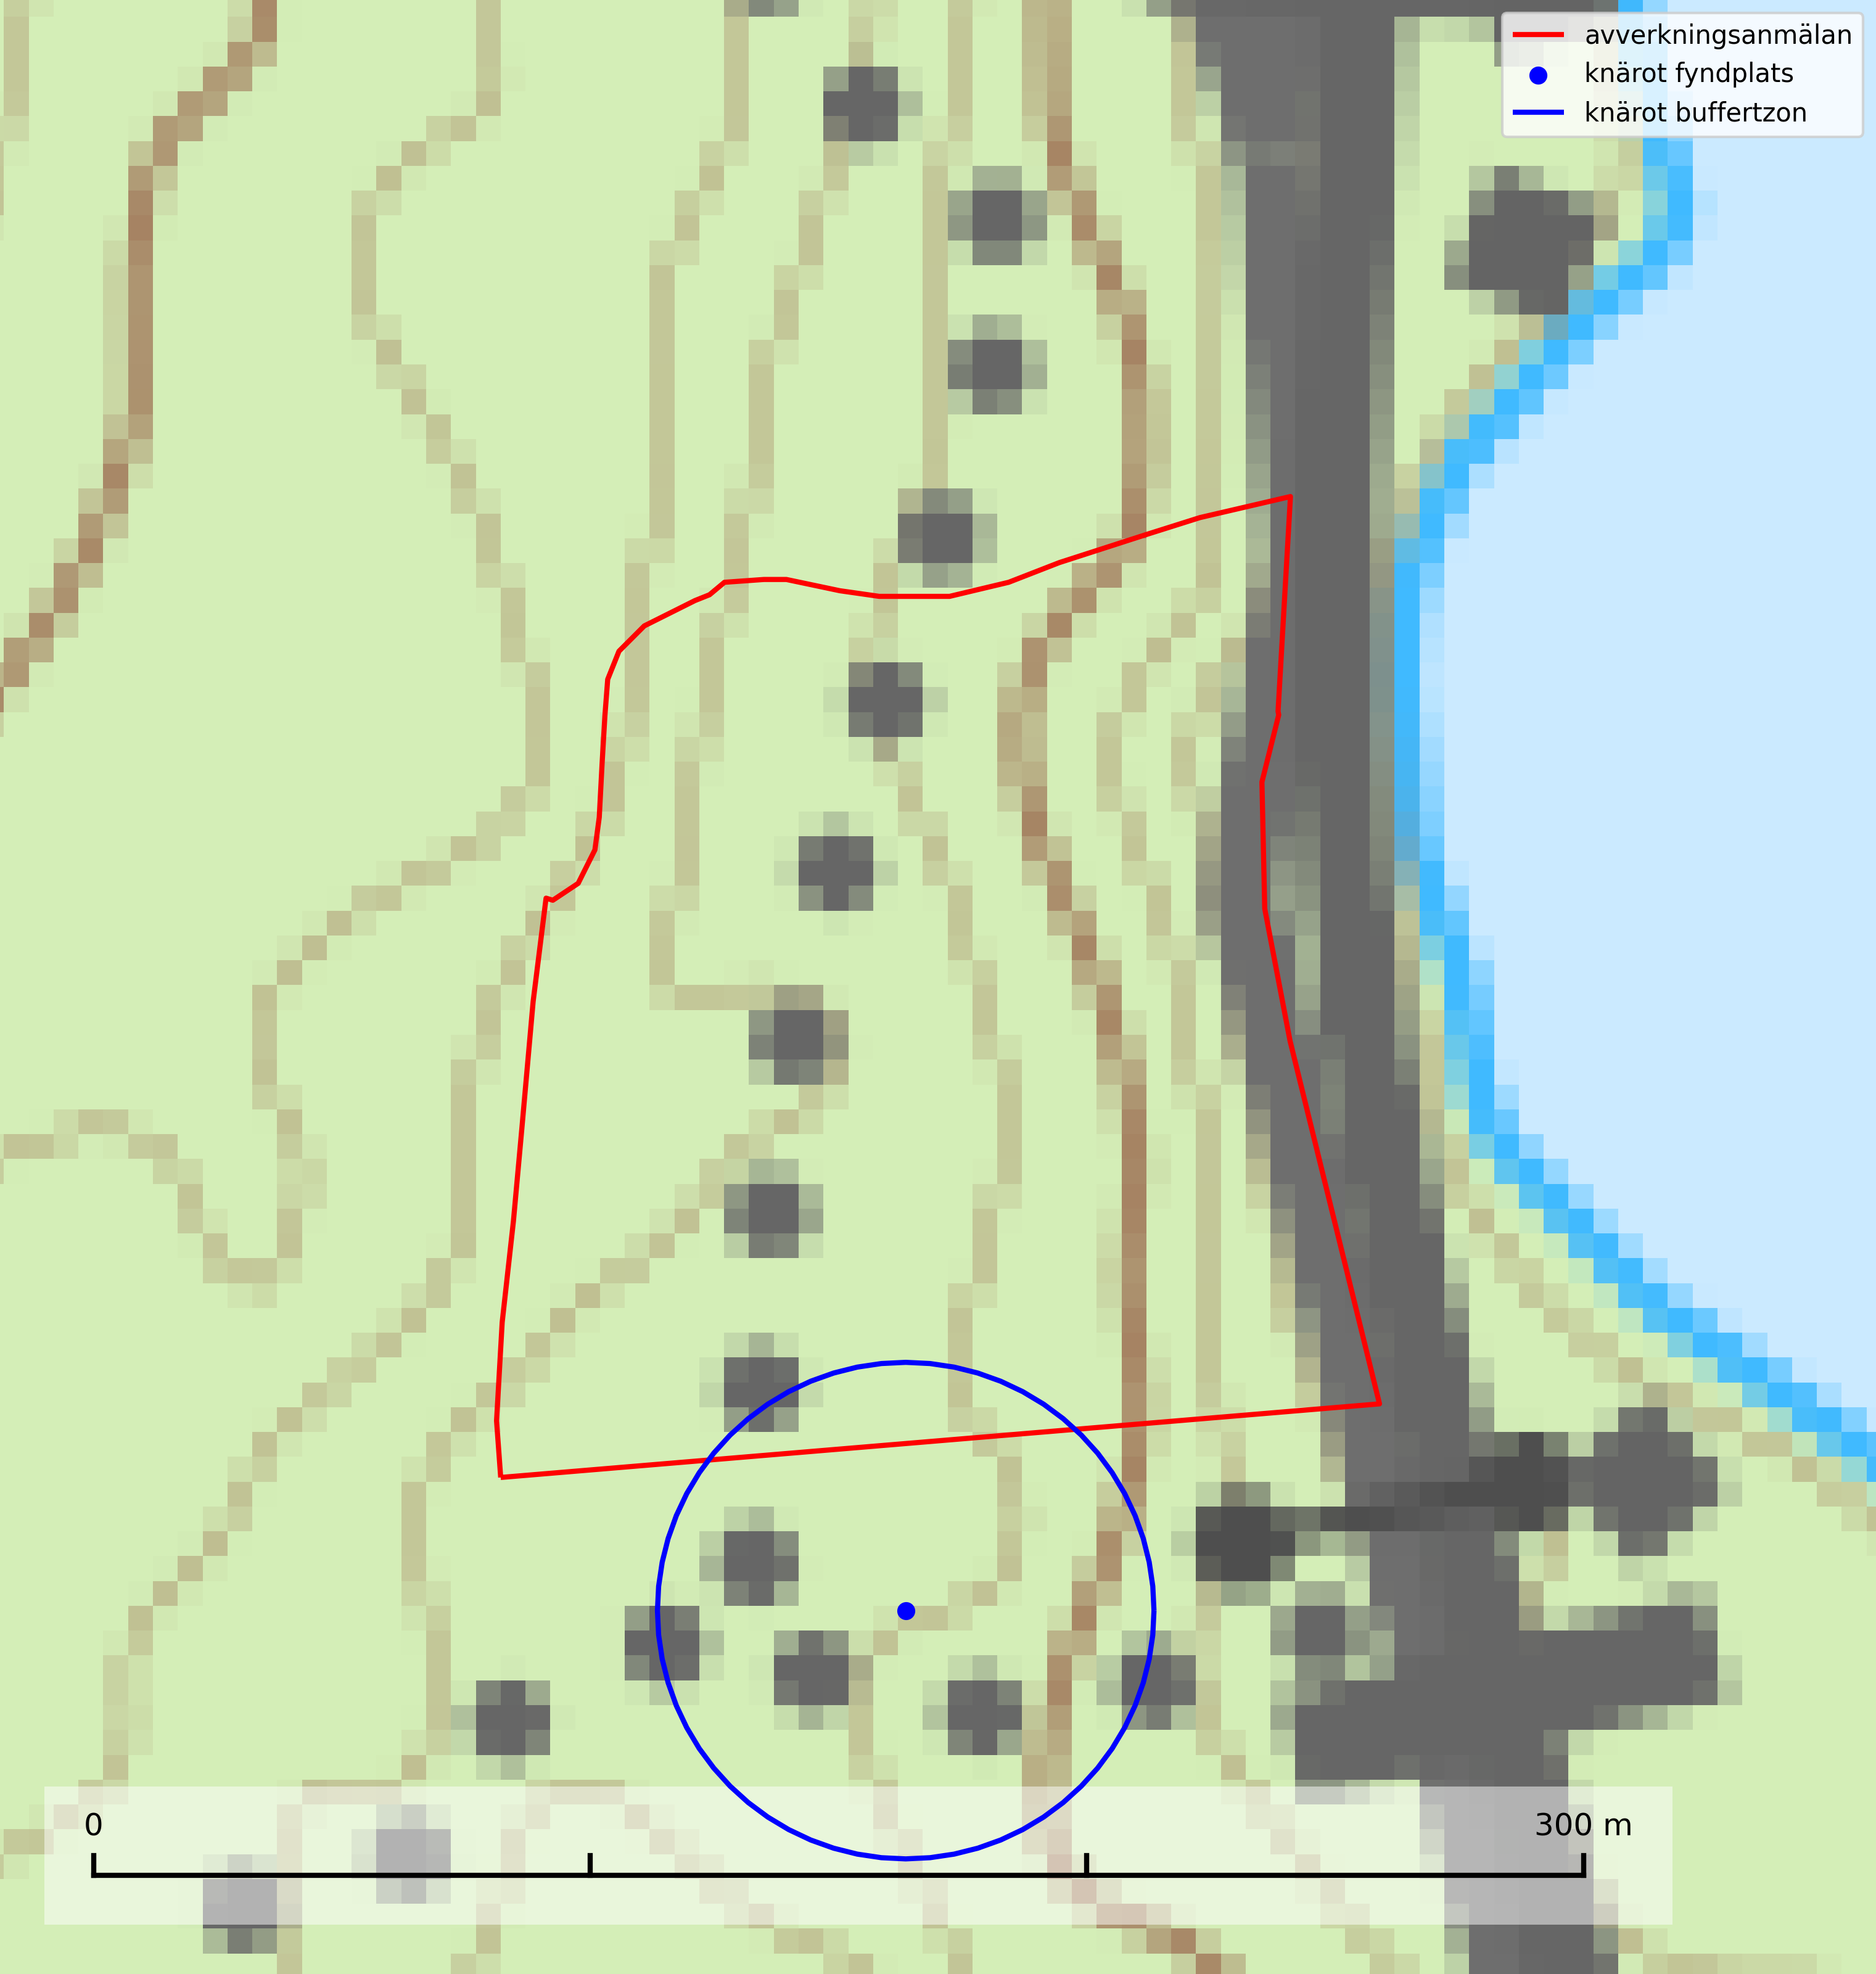 avverkningsanmälan
knärot fyndplats
knärot buffertzon
0
300 m